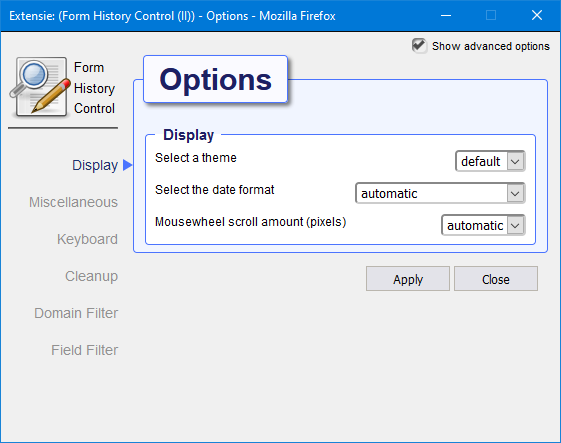 Extensie: (Form History Control (II)) - Options - Mozilla Firefox
Show advanced options
Form
History
Control
Options
Display
Select a theme default
Select the date format automatic
Mousewheel scroll amount (pixels) automatic
Display
Miscellaneous
Keyboard
Cleanup
Domain Filter
Field Filter
Apply Close